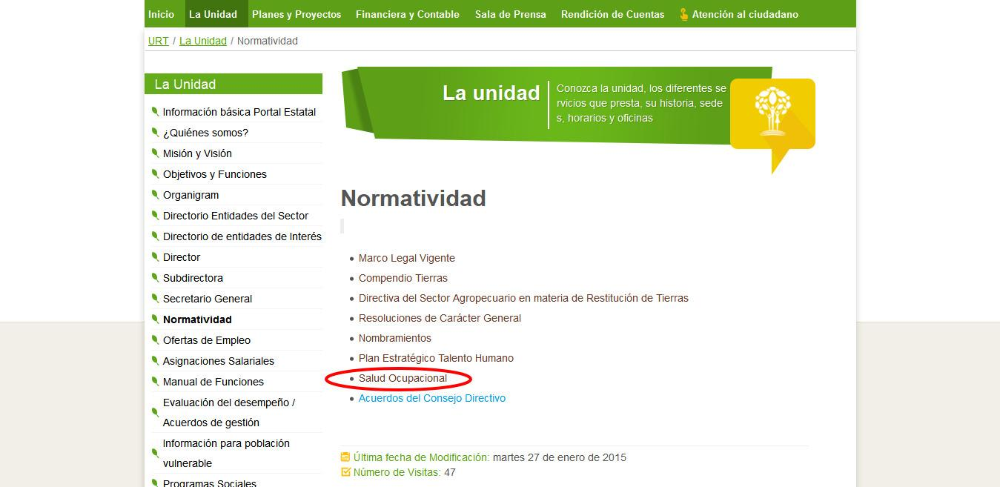 Inicio La Unidad Planes y Proyectos Financiera y Contable Sala de Prensa Rendición de Cuentas Atención al ciudadano
URT / La Unidad / Normatividad
La Unidad
Información básica Portal Estatal
¿Quiénes somos?
Misión y Visión
Objetivos y Funciones
Organigram
Directorio Entidades del Sector
Directorio de entidades de Interés
Director
Subdirectora
Secretario General
Normatividad
Ofertas de Empleo
Asignaciones Salariales
Manual de Funciones
Evaluación del desempeño /
Acuerdos de gestión
Información para población
vulnerable
Programas Sociales
La unidad
Conozca la unidad, los diferentes se
rvicios que presta, su historia, sede
s, horarios y oficinas
Normatividad
Marco Legal Vigente
Compendio Tierras
Directiva del Sector Agropecuario en materia de Restitución de Tierras
Resoluciones de Carácter General
Nombramientos
Plan Estratégico Talento Humano
Salud Ocupacional
Acuerdos del Consejo Directivo
Última fecha de Modificación: martes 27 de enero de 2015
Número de Visitas: 47